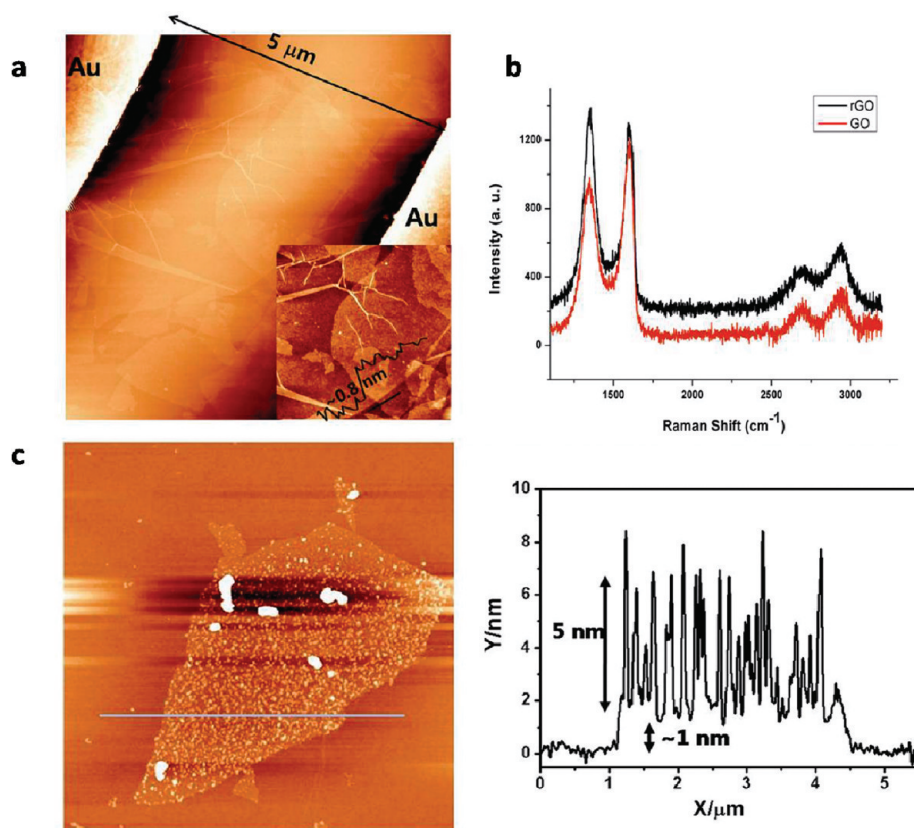 a
5 μm
Au
Au
~0.8 nm
b
rGO
GO
Intensity (a. u.)
1200
800
400
0
1500
2000
2500
3000
Raman Shift (cm⁻¹)
c
Y/nm
10
8
6
4
2
0
5 nm
~1 nm
0
1
2
3
4
5
X/μm